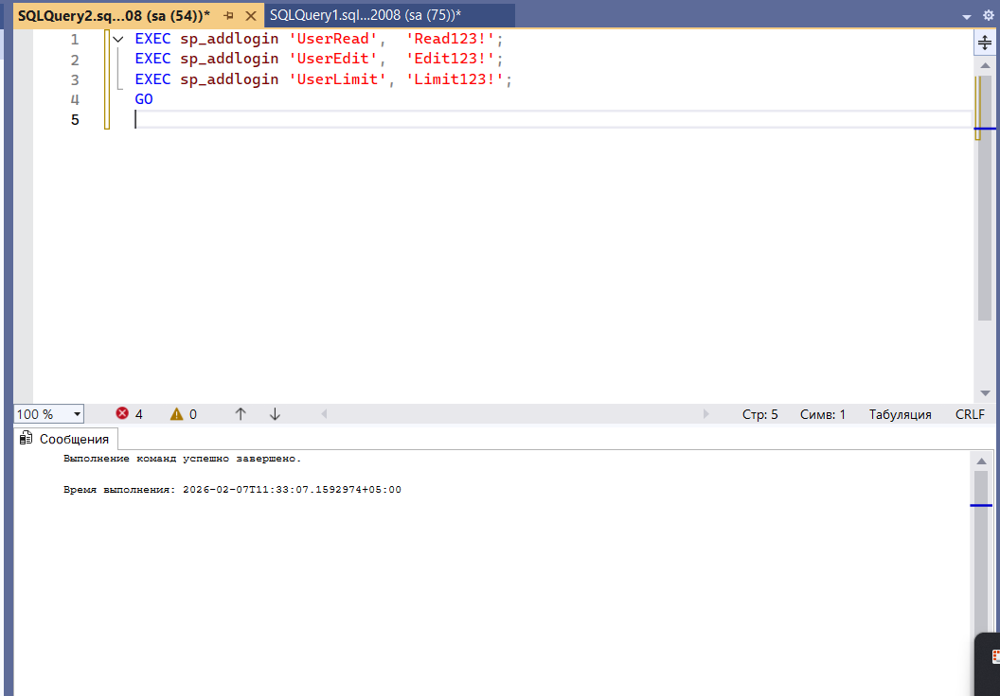 SQLQuery2.sq...08 (sa (54))* SQLQuery1.sql...2008 (sa (75))*
1 EXEC sp_addlogin 'UserRead',  'Read123!';
2 EXEC sp_addlogin 'UserEdit',  'Edit123!';
3 EXEC sp_addlogin 'UserLimit', 'Limit123!';
4 GO
5
100 % 4 0 Стр: 5 Симв: 1 Табуляция CRLF
Сообщения
Выполнение команд успешно завершено.
Время выполнения: 2026-02-07T11:33:07.1592974+05:00